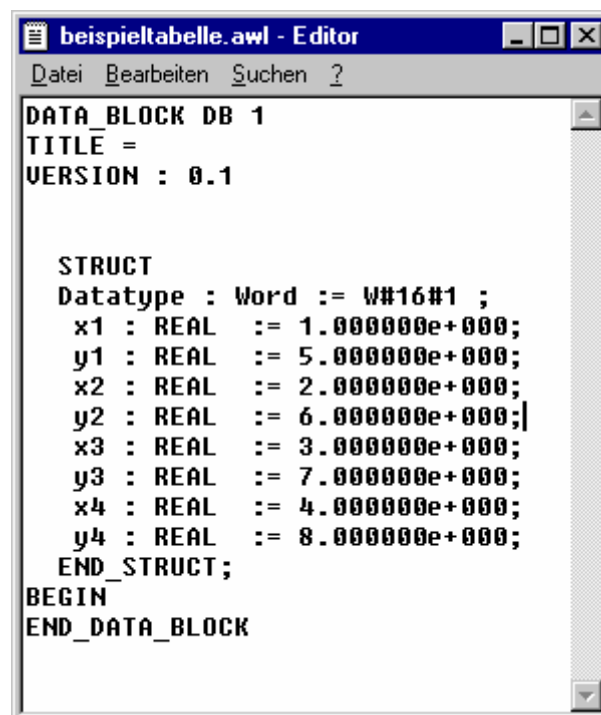 beispieltabelle.awl - Editor
Datei Bearbeiten Suchen ?
DATA_BLOCK DB 1
TITLE =
VERSION : 0.1
STRUCT
Datatype : Word := W#16#1 ;
x1 : REAL := 1.000000e+000;
y1 : REAL := 5.000000e+000;
x2 : REAL := 2.000000e+000;
y2 : REAL := 6.000000e+000;
x3 : REAL := 3.000000e+000;
y3 : REAL := 7.000000e+000;
x4 : REAL := 4.000000e+000;
y4 : REAL := 8.000000e+000;
END_STRUCT;
BEGIN
END_DATA_BLOCK